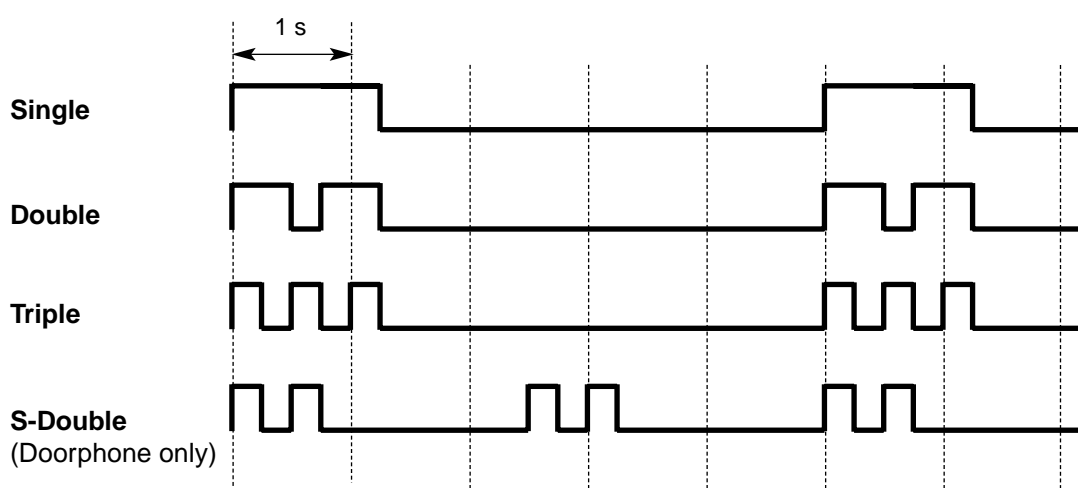 1 s
Single
Double
Triple
S-Double
(Doorphone only)